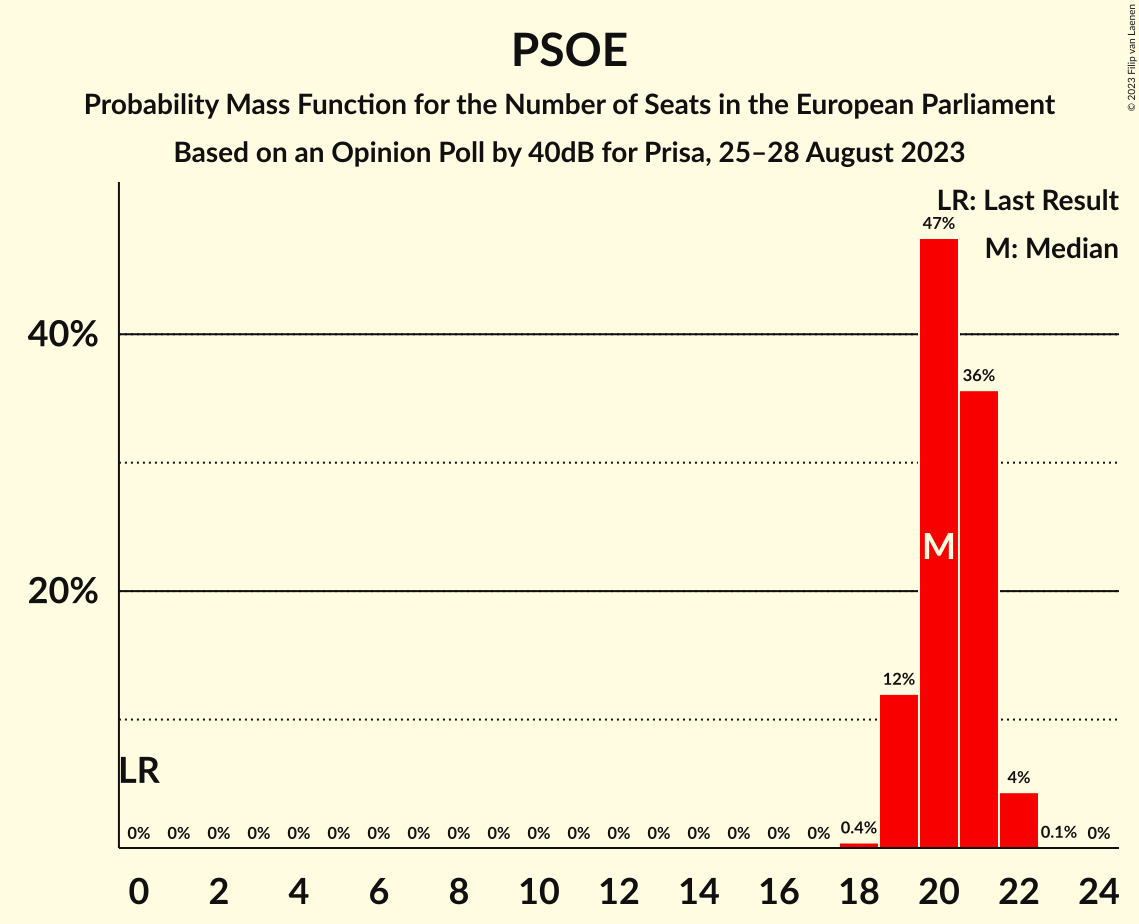 PSOE
Probability Mass Function for the Number of Seats in the European Parliament
Based on an Opinion Poll by 40dB for Prisa, 25–28 August 2023
© 2023 Filip van Laenen
LR: Last Result
M: Median
47%
40%
36%
M
20%
12%
LR
4%
0% 0% 0% 0% 0% 0% 0% 0% 0% 0% 0% 0% 0% 0% 0% 0% 0% 0% 0.4% 0.1% 0%
0 2 4 6 8 10 12 14 16 18 20 22 24